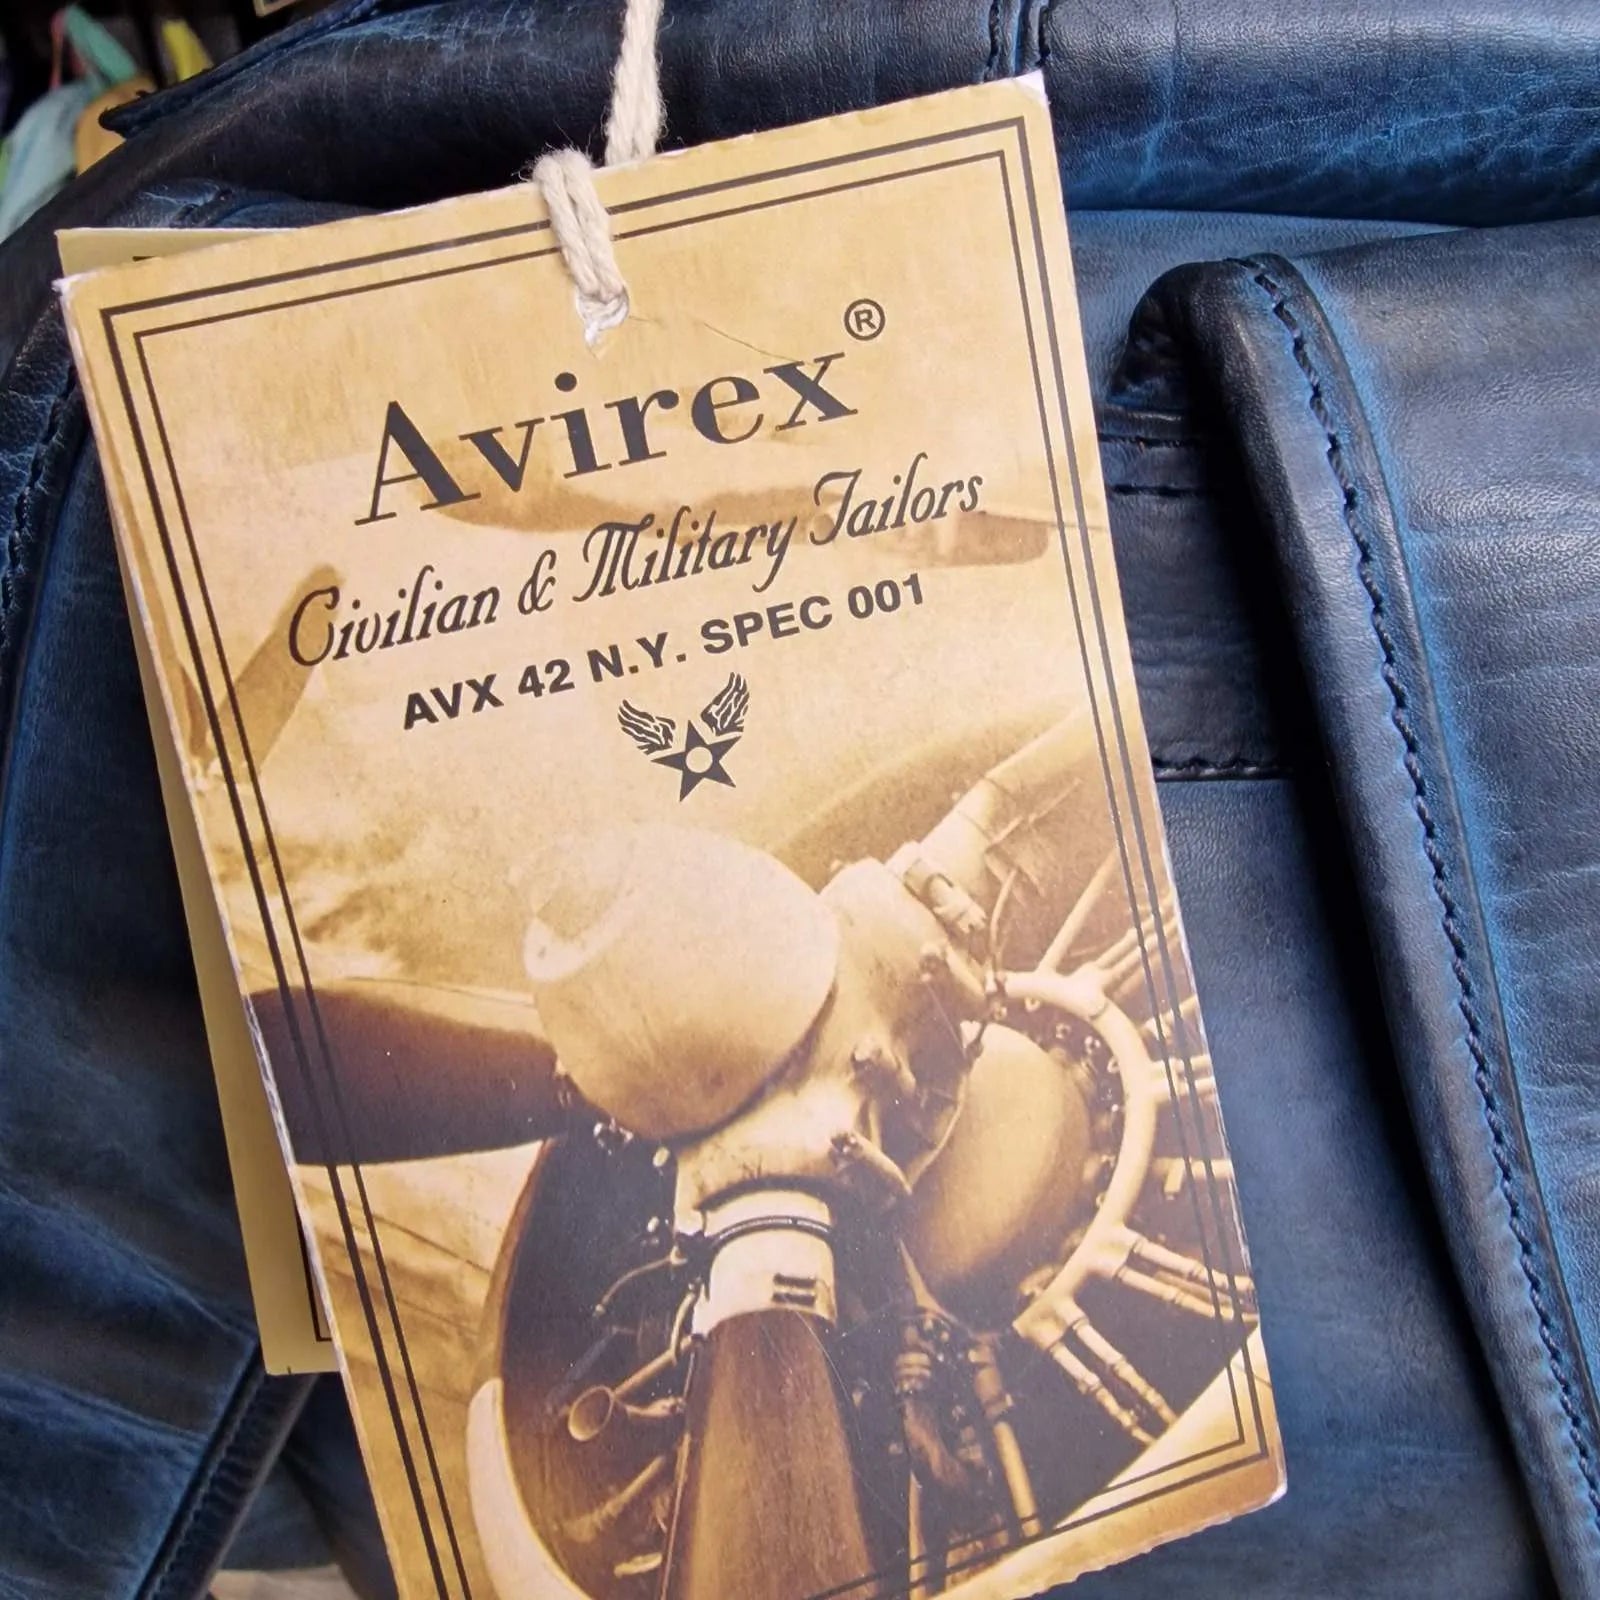 Avirex®
Civilian & Military Tailors
AVX 42 N.Y. SPEC 001